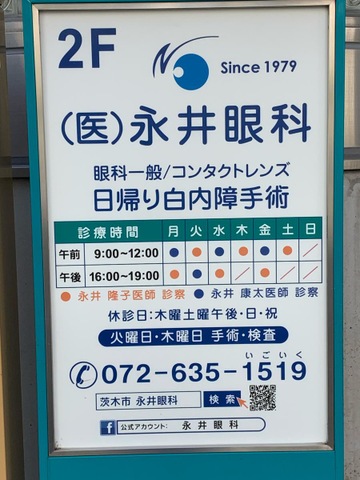 2F
Since 1979
(医)永井眼科
眼科一般/コンタクトレンズ
日帰り白内障手術
診療時間 月 火 水 木 金 土 日
午前 9:00~12:00 ● ● ● ● ● ● /
午後 16:00~19:00 ● ● ● / ● / /
● 永井 隆子医師 診察 ● 永井 康太医師 診察
休診日:木曜土曜午後・日・祝
火曜日・木曜日 手術・検査
いごいく
072-635-1519
茨木市 永井眼科 検索
f 公式アカウント: 永井眼科